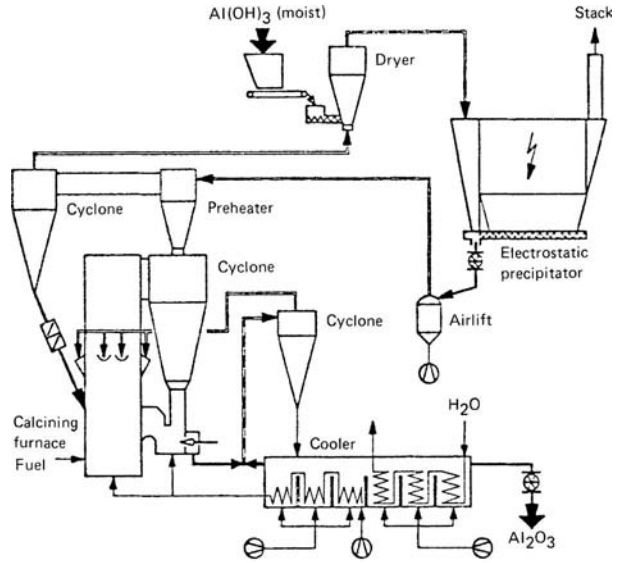 Al(OH)3 (moist)
Stack
Dryer
Cyclone
Preheater
Electrostatic
precipitator
Cyclone
Cyclone
Airlift
Calcining
furnace
Fuel
Cooler
H2O
Al2O3